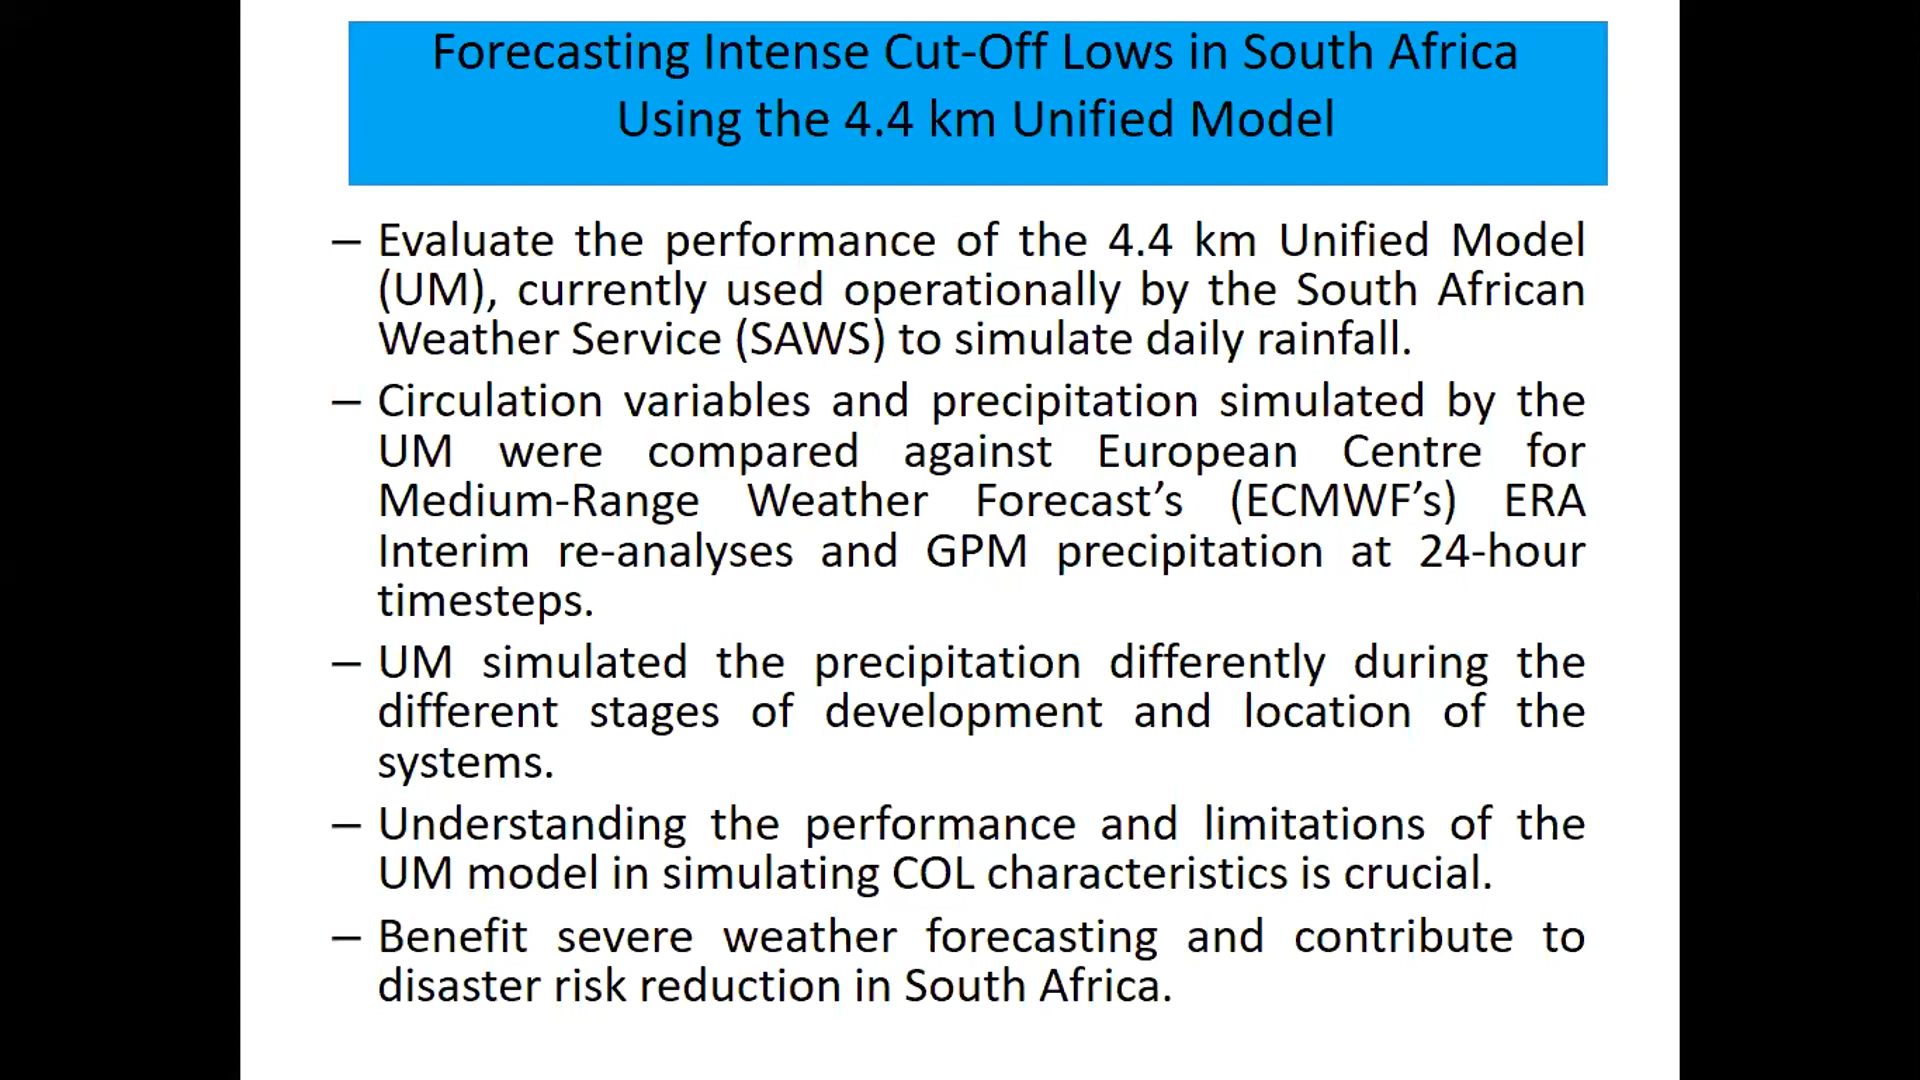 Forecasting Intense Cut-Off Lows in South Africa
Using the 4.4 km Unified Model
– Evaluate the performance of the 4.4 km Unified Model
(UM), currently used operationally by the South African
Weather Service (SAWS) to simulate daily rainfall.
– Circulation variables and precipitation simulated by the
UM were compared against European Centre for
Medium-Range Weather Forecast’s (ECMWF’s) ERA
Interim re-analyses and GPM precipitation at 24-hour
timesteps.
– UM simulated the precipitation differently during the
different stages of development and location of the
systems.
– Understanding the performance and limitations of the
UM model in simulating COL characteristics is crucial.
– Benefit severe weather forecasting and contribute to
disaster risk reduction in South Africa.